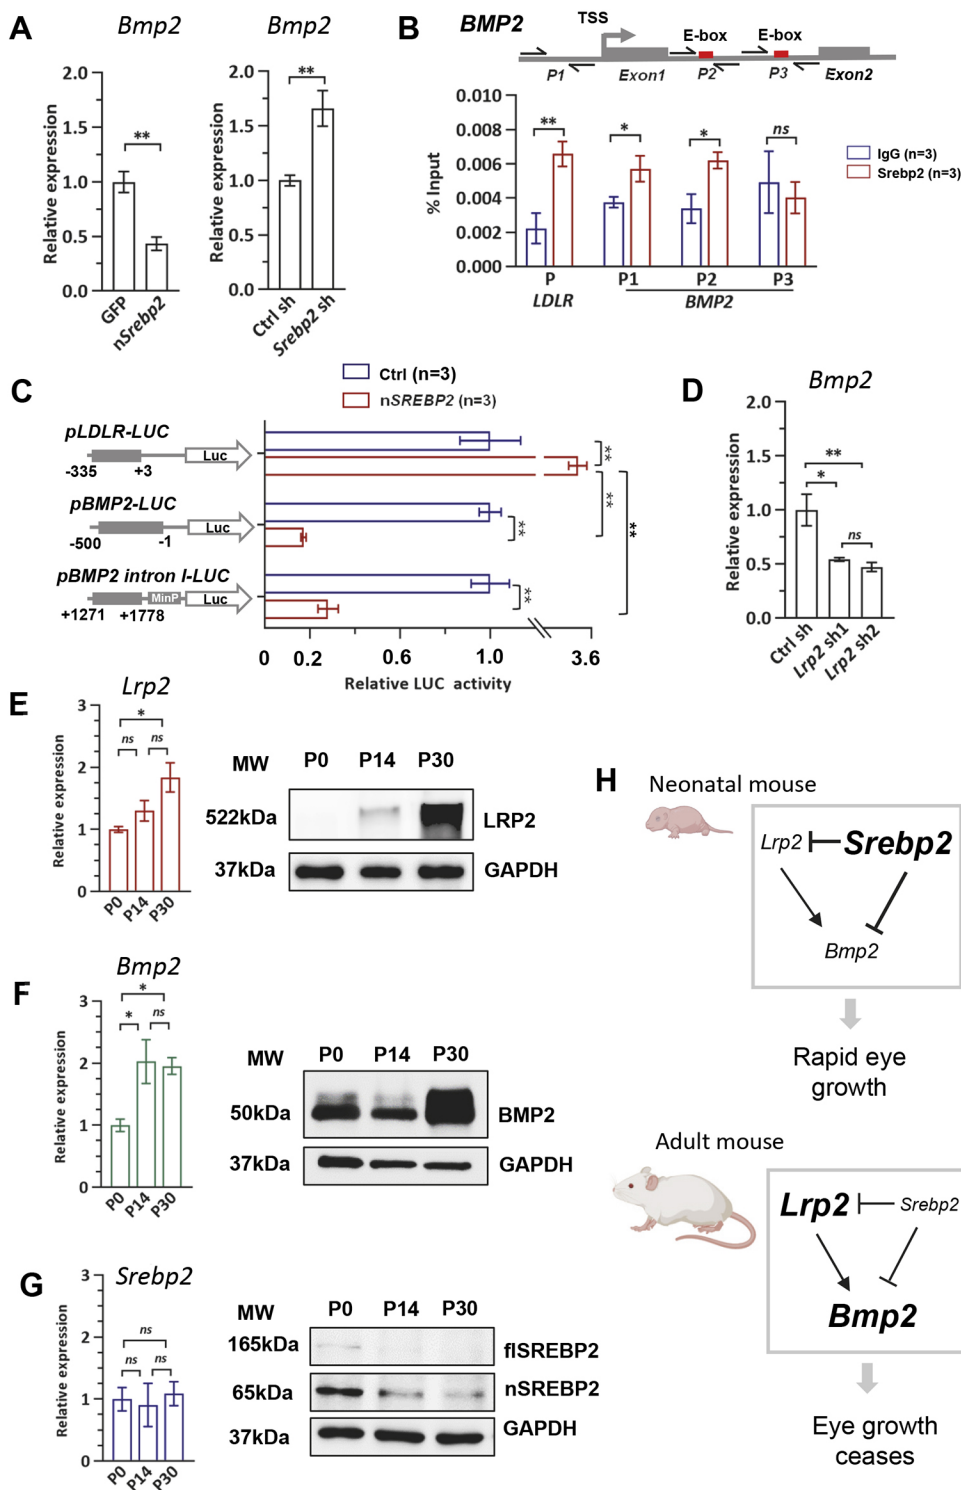 A
Bmp2
Relative expression
2.0
1.5
1.0
0.5
0.0
**
GFP
nSrebp2
Bmp2
Relative expression
2.0
1.5
1.0
0.5
0.0
**
Ctrl sh
Srebp2 sh
B
BMP2
TSS
E-box
E-box
P1
Exon1
P2
P3
Exon2
% Input
0.010
0.008
0.006
0.004
0.002
0.000
**
*
*
ns
IgG (n=3)
Srebp2 (n=3)
P
P1
P2
P3
LDLR
BMP2
C
Ctrl (n=3)
nSREBP2 (n=3)
pLDLR-LUC
Luc
-335
+3
pBMP2-LUC
Luc
-500
-1
pBMP2 intron I-LUC
MinP
Luc
+1271
+1778
**
**
**
**
**
0
0.2
0.6
1.0
3.6
Relative LUC activity
D
Bmp2
Relative expression
2.0
1.5
1.0
0.5
0.0
**
*
ns
Ctrl sh
Lrp2 sh1
Lrp2 sh2
E
Lrp2
Relative expression
3
2
1
0
*
ns
ns
P0
P14
P30
MW
P0
P14
P30
522kDa
LRP2
37kDa
GAPDH
F
Bmp2
Relative expression
3
2
1
0
*
*
ns
P0
P14
P30
MW
P0
P14
P30
50kDa
BMP2
37kDa
GAPDH
G
Srebp2
Relative expression
3
2
1
0
ns
ns
ns
P0
P14
P30
MW
P0
P14
P30
165kDa
flSREBP2
65kDa
nSREBP2
37kDa
GAPDH
H
Neonatal mouse
Lrp2
Srebp2
Bmp2
Rapid eye
growth
Adult mouse
Lrp2
Srebp2
Bmp2
Eye growth
ceases